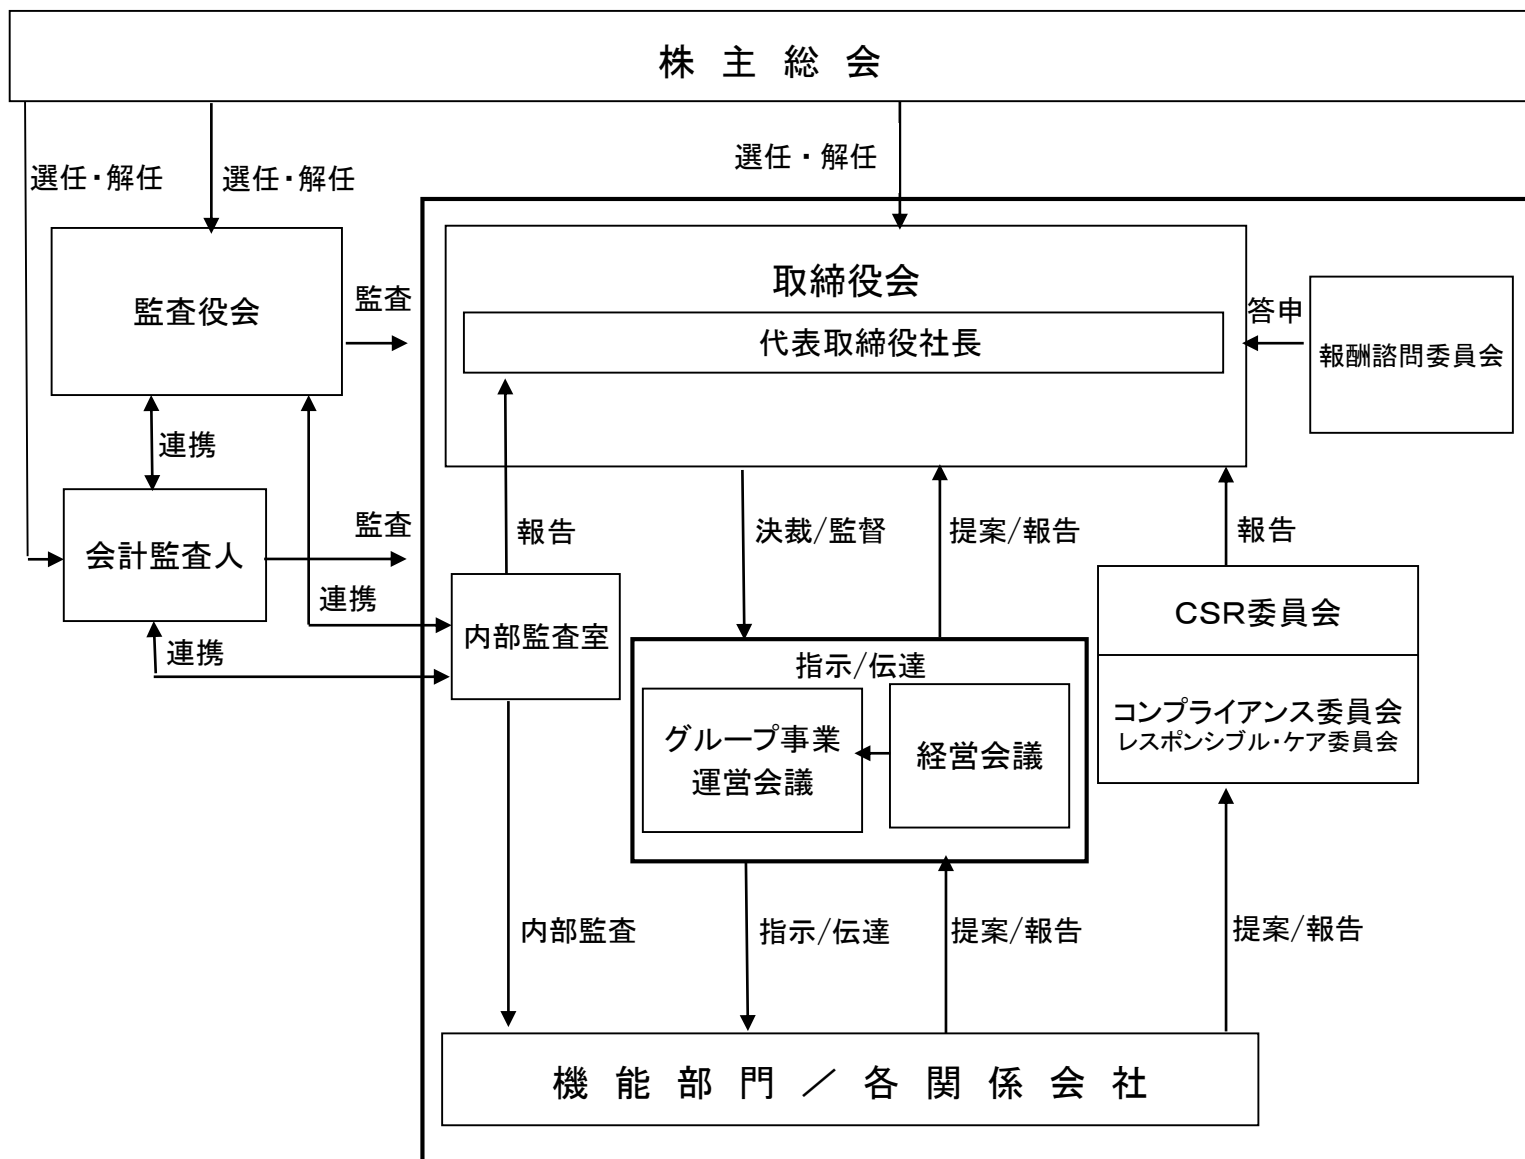 株主総会
選任・解任
選任・解任
選任・解任
取締役会
代表取締役社長
監査役会
監査
答申
報酬諮問委員会
連携
会計監査人
監査
報告
決裁/監督
提案/報告
報告
連携
連携
内部監査室
CSR委員会
コンプライアンス委員会
レスポンシブル・ケア委員会
指示/伝達
グループ事業
運営会議
経営会議
内部監査
指示/伝達
提案/報告
提案/報告
機能部門／各関係会社